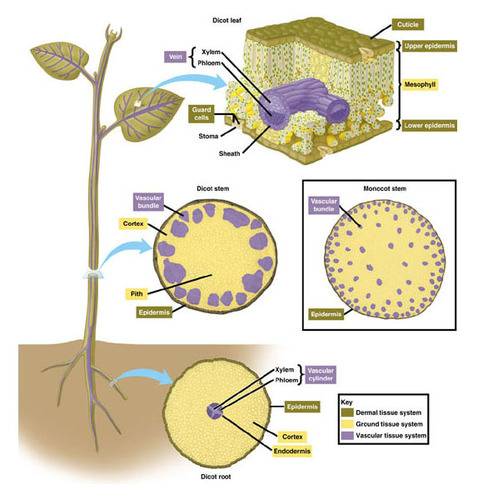 Dicot leaf
Cuticle
Xylem
Upper epidermis
Vein
Phloem
Mesophyll
Guard
cells
Stoma
Lower epidermis
Sheath
Dicot stem
Vascular
bundle
Cortex
Pith
Epidermis
Monocot stem
Vascular
bundle
Epidermis
Xylem
Phloem
Vascular
cylinder
Epidermis
Cortex
Endodermis
Dicot root
Key
Dermal tissue system
Ground tissue system
Vascular tissue system